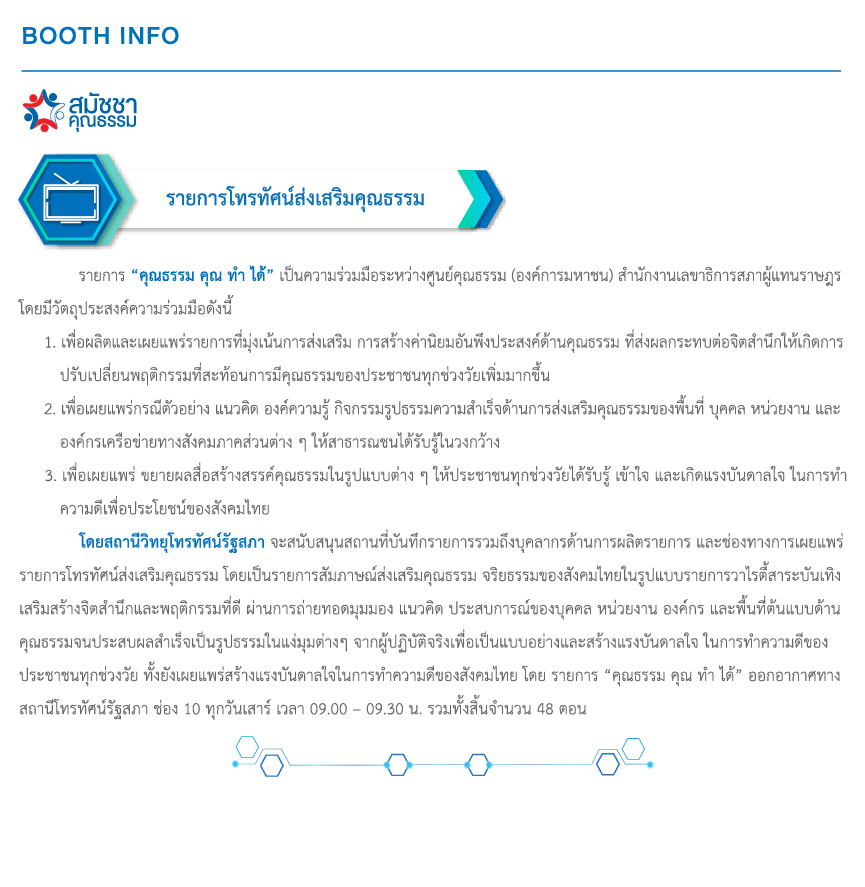 BOOTH INFO
สมัชชา
คุณธรรม
รายการโทรทัศน์ส่งเสริมคุณธรรม
รายการ “คุณธรรม คุณ ทำ ได้” เป็นความร่วมมือระหว่างศูนย์คุณธรรม (องค์การมหาชน) สำนักงานเลขาธิการสภาผู้แทนราษฎร
โดยมีวัตถุประสงค์ความร่วมมือดังนี้
1. เพื่อผลิตและเผยแพร่รายการที่มุ่งเน้นการส่งเสริม การสร้างค่านิยมอันพึงประสงค์ด้านคุณธรรม ที่ส่งผลกระทบต่อจิตสำนึกให้เกิดการ
ปรับเปลี่ยนพฤติกรรมที่สะท้อนการมีคุณธรรมของประชาชนทุกช่วงวัยเพิ่มมากขึ้น
2. เพื่อเผยแพร่กรณีตัวอย่าง แนวคิด องค์ความรู้ กิจกรรมรูปธรรมความสำเร็จด้านการส่งเสริมคุณธรรมของพื้นที่ บุคคล หน่วยงาน และ
องค์กรเครือข่ายทางสังคมภาคส่วนต่าง ๆ ให้สาธารณชนได้รับรู้ในวงกว้าง
3. เพื่อเผยแพร่ ขยายผลสื่อสร้างสรรค์คุณธรรมในรูปแบบต่าง ๆ ให้ประชาชนทุกช่วงวัยได้รับรู้ เข้าใจ และเกิดแรงบันดาลใจ ในการทำ
ความดีเพื่อประโยชน์ของสังคมไทย
โดยสถานีวิทยุโทรทัศน์รัฐสภา จะสนับสนุนสถานที่บันทึกรายการรวมถึงบุคลากรด้านการผลิตรายการ และช่องทางการเผยแพร่
รายการโทรทัศน์ส่งเสริมคุณธรรม โดยเป็นรายการสัมภาษณ์ส่งเสริมคุณธรรม จริยธรรมของสังคมไทยในรูปแบบรายการวาไรตี้สาระบันเทิง
เสริมสร้างจิตสำนึกและพฤติกรรมที่ดี ผ่านการถ่ายทอดมุมมอง แนวคิด ประสบการณ์ของบุคคล หน่วยงาน องค์กร และพื้นที่ต้นแบบด้าน
คุณธรรมจนประสบผลสำเร็จเป็นรูปธรรมในแง่มุมต่างๆ จากผู้ปฏิบัติจริงเพื่อเป็นแบบอย่างและสร้างแรงบันดาลใจ ในการทำความดีของ
ประชาชนทุกช่วงวัย ทั้งยังเผยแพร่สร้างแรงบันดาลใจในการทำความดีของสังคมไทย โดย รายการ “คุณธรรม คุณ ทำ ได้” ออกอากาศทาง
สถานีโทรทัศน์รัฐสภา ช่อง 10 ทุกวันเสาร์ เวลา 09.00 – 09.30 น. รวมทั้งสิ้นจำนวน 48 ตอน